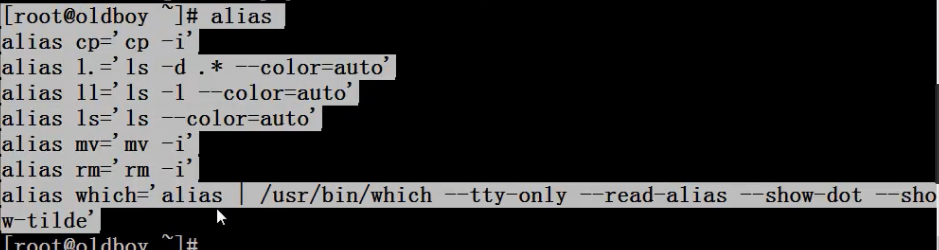 [root@oldboy ~]# alias
alias cp='cp -i'
alias l.='ls -d .* --color=auto'
alias ll='ls -l --color=auto'
alias ls='ls --color=auto'
alias mv='mv -i'
alias rm='rm -i'
alias which='alias | /usr/bin/which --tty-only --read-alias --show-dot --sho
w-tilde'
[root@oldboy ~]#